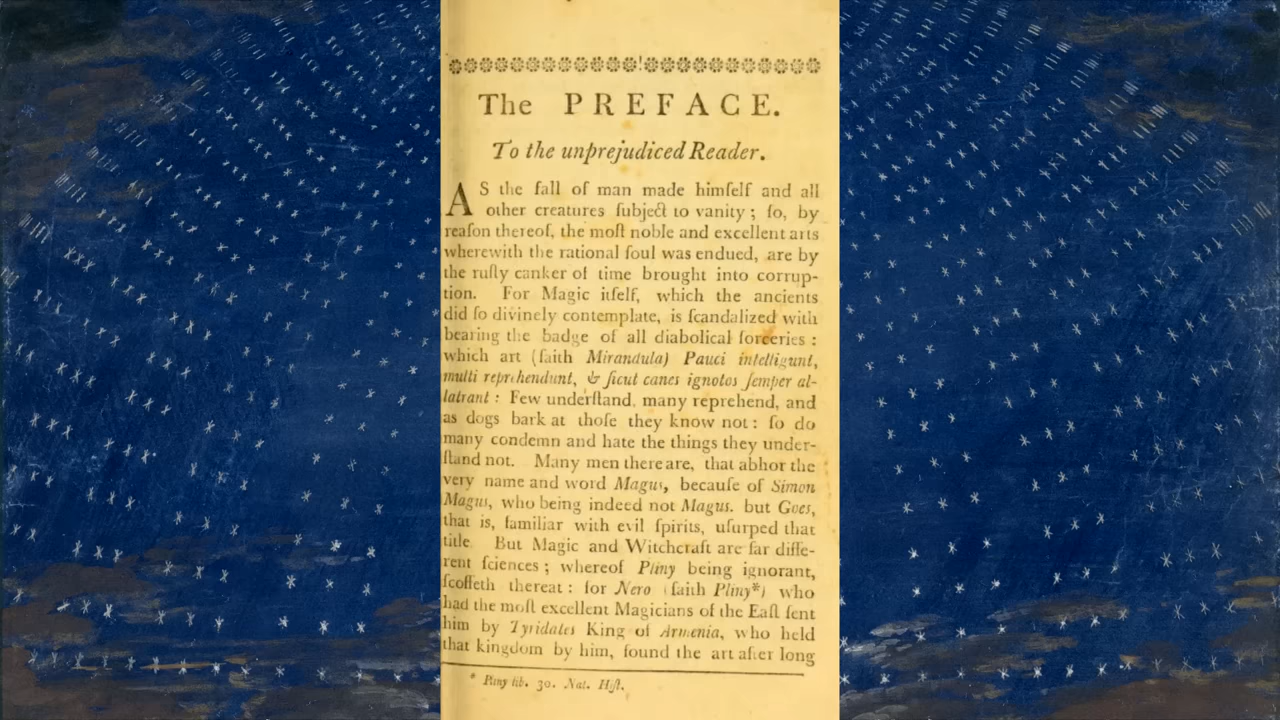 The PREFACE.
To the unprejudiced Reader.
AS the fall of man made himſelf and all
other creatures ſubject to vanity; ſo, by
reaſon thereof, the moſt noble and excellent arts
wherewith the rational ſoul was endued, are by
the ruſty canker of time brought into corrup-
tion. For Magic itſelf, which the ancients
did ſo divinely contemplate, is ſcandalized with
bearing the badge of all diabolical ſorceries:
which art (ſaith Mirandula) Pauci intelligunt,
multi reprehendunt, & ſicut canes ignotos ſemper al-
latrant: Few underſtand, many reprehend, and
as dogs bark at thoſe they know not: ſo do
many condemn and hate the things they under-
ſtand not. Many men there are, that abhor the
very name and word Magus, becauſe of Simon
Magus, who being indeed not Magus. but Goes,
that is, familiar with evil ſpirits, uſurped that
title. But Magic and Witchcraft are far diffe-
rent ſciences; whereof Pliny being ignorant,
ſcoffeth thereat: for Nero (ſaith Pliny*) who
had the moſt excellent Magicians of the Eaſt ſent
him by Tyridates King of Armenia, who held
that kingdom by him, found the art after long
* Pliny lib. 30. Nat. Hiſt.